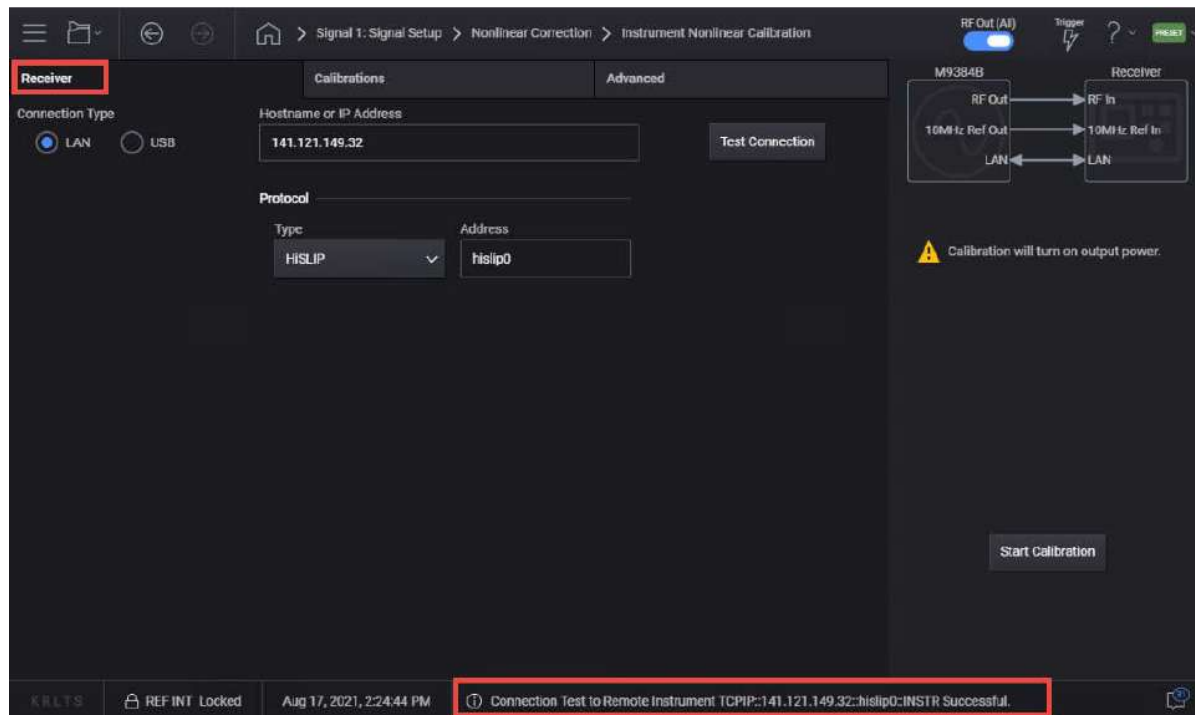 > Signal 1: Signal Setup > Nonlinear Correction > Instrument Nonlinear Calibration
RF Out (All)
Trigger
?
PRESET
Receiver
Calibrations
Advanced
Connection Type
LAN
USB
Hostname or IP Address
141.121.149.32
Test Connection
Protocol
Type
Address
HiSLIP
hislip0
M9384B
Receiver
RF Out
RF In
10MHz Ref Out
10MHz Ref In
LAN
LAN
Calibration will turn on output power.
Start Calibration
K R L T S
REF INT Locked
Aug 17, 2021, 2:24:44 PM
Connection Test to Remote Instrument TCPIP::141.121.149.32::hislip0::INSTR Successful.